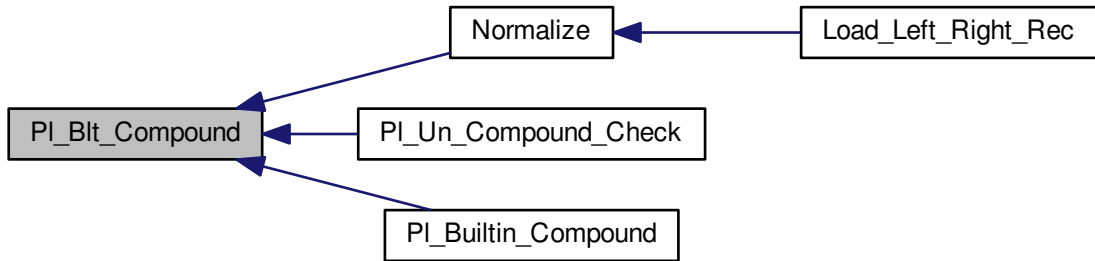 Normalize
Load_Left_Right_Rec
Pl_Blt_Compound
Pl_Un_Compound_Check
Pl_Builtin_Compound